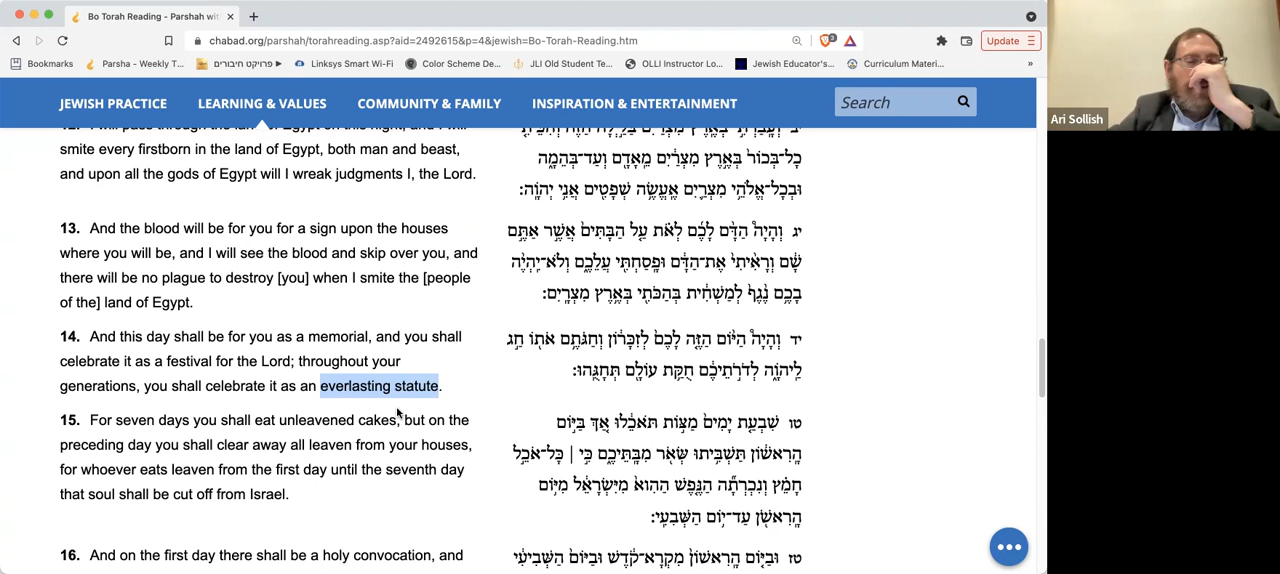 Bo Torah Reading - Parshah wit
chabad.org/parshah/torahreading.asp?aid=2492615&p=4&jewish=Bo-Torah-Reading.htm
Update
Bookmarks
Parsha - Weekly T...
פרוייקט חיבורים
Linksys Smart Wi-Fi
Color Scheme De...
JLI Old Student Te...
OLLI Instructor Lo...
Jewish Educator's...
Curriculum Materi...
»
Ari Sollish
JEWISH PRACTICE
LEARNING & VALUES
COMMUNITY & FAMILY
INSPIRATION & ENTERTAINMENT
Search
smite every firstborn in the land of Egypt, both man and beast,
and upon all the gods of Egypt will I wreak judgments I, the Lord.
כָל־בְּכוֹר֙ בְּאֶ֣רֶץ מִצְרַ֔יִם מֵֽאָדָ֖ם וְעַד־בְּהֵמָ֑ה
וּבְכָל־אֱלֹהֵ֥י מִצְרַ֛יִם אֶֽעֱשֶׂ֥ה שְׁפָטִ֖ים אֲנִ֥י יְהֹוָֽה:
13. And the blood will be for you for a sign upon the houses
where you will be, and I will see the blood and skip over you, and
there will be no plague to destroy [you] when I smite the [people
of the] land of Egypt.
יג וְהָיָה֩ הַדָּ֨ם לָכֶ֜ם לְאֹ֗ת עַ֤ל הַבָּתִּים֙ אֲשֶׁ֣ר אַתֶּ֣ם
שָׁ֔ם וְרָאִ֨יתִי֙ אֶת־הַדָּ֔ם וּפָֽסַחְתִּ֖י עֲלֵכֶ֑ם וְלֹא־יִֽהְיֶ֨ה
בָכֶ֥ם נֶ֨גֶף֙ לְמַשְׁחִ֔ית בְּהַכֹּתִ֖י בְּאֶ֥רֶץ מִצְרָֽיִם:
14. And this day shall be for you as a memorial, and you shall
celebrate it as a festival for the Lord; throughout your
generations, you shall celebrate it as an everlasting statute.
יד וְהָיָה֩ הַיּ֨וֹם הַזֶּ֤ה לָכֶם֙ לְזִכָּר֔וֹן וְחַגֹּתֶ֥ם אֹת֖וֹ חַ֣ג
לַֽיהֹוָ֑ה לְדֹרֹ֣תֵיכֶ֔ם חֻקַּ֥ת עוֹלָ֖ם תְּחָגֻּֽהוּ:
15. For seven days you shall eat unleavened cakes, but on the
preceding day you shall clear away all leaven from your houses,
for whoever eats leaven from the first day until the seventh day
that soul shall be cut off from Israel.
טו שִׁבְעַ֤ת יָמִים֙ מַצּ֣וֹת תֹּאכֵ֔לוּ אַ֚ךְ בַּיּ֣וֹם
הָֽרִאשׁ֔וֹן תַּשְׁבִּ֥יתוּ שְּׂאֹ֖ר מִבָּֽתֵּיכֶ֑ם כִּ֣י | כָּל־אֹכֵ֣ל
חָמֵ֗ץ וְנִכְרְתָ֞ה הַנֶּ֤פֶשׁ הַהִוא֙ מִיִּשְׂרָאֵ֔ל מִיּ֥וֹם
הָֽרִאשֹׁ֖ן עַד־י֥וֹם הַשְּׁבִעִֽי:
16. And on the first day there shall be a holy convocation, and
טז וּבַיּ֤וֹם הָֽרִאשׁוֹן֙ מִקְרָא־קֹ֔דֶשׁ וּבַיּוֹם֙ הַשְּׁבִיעִ֔י